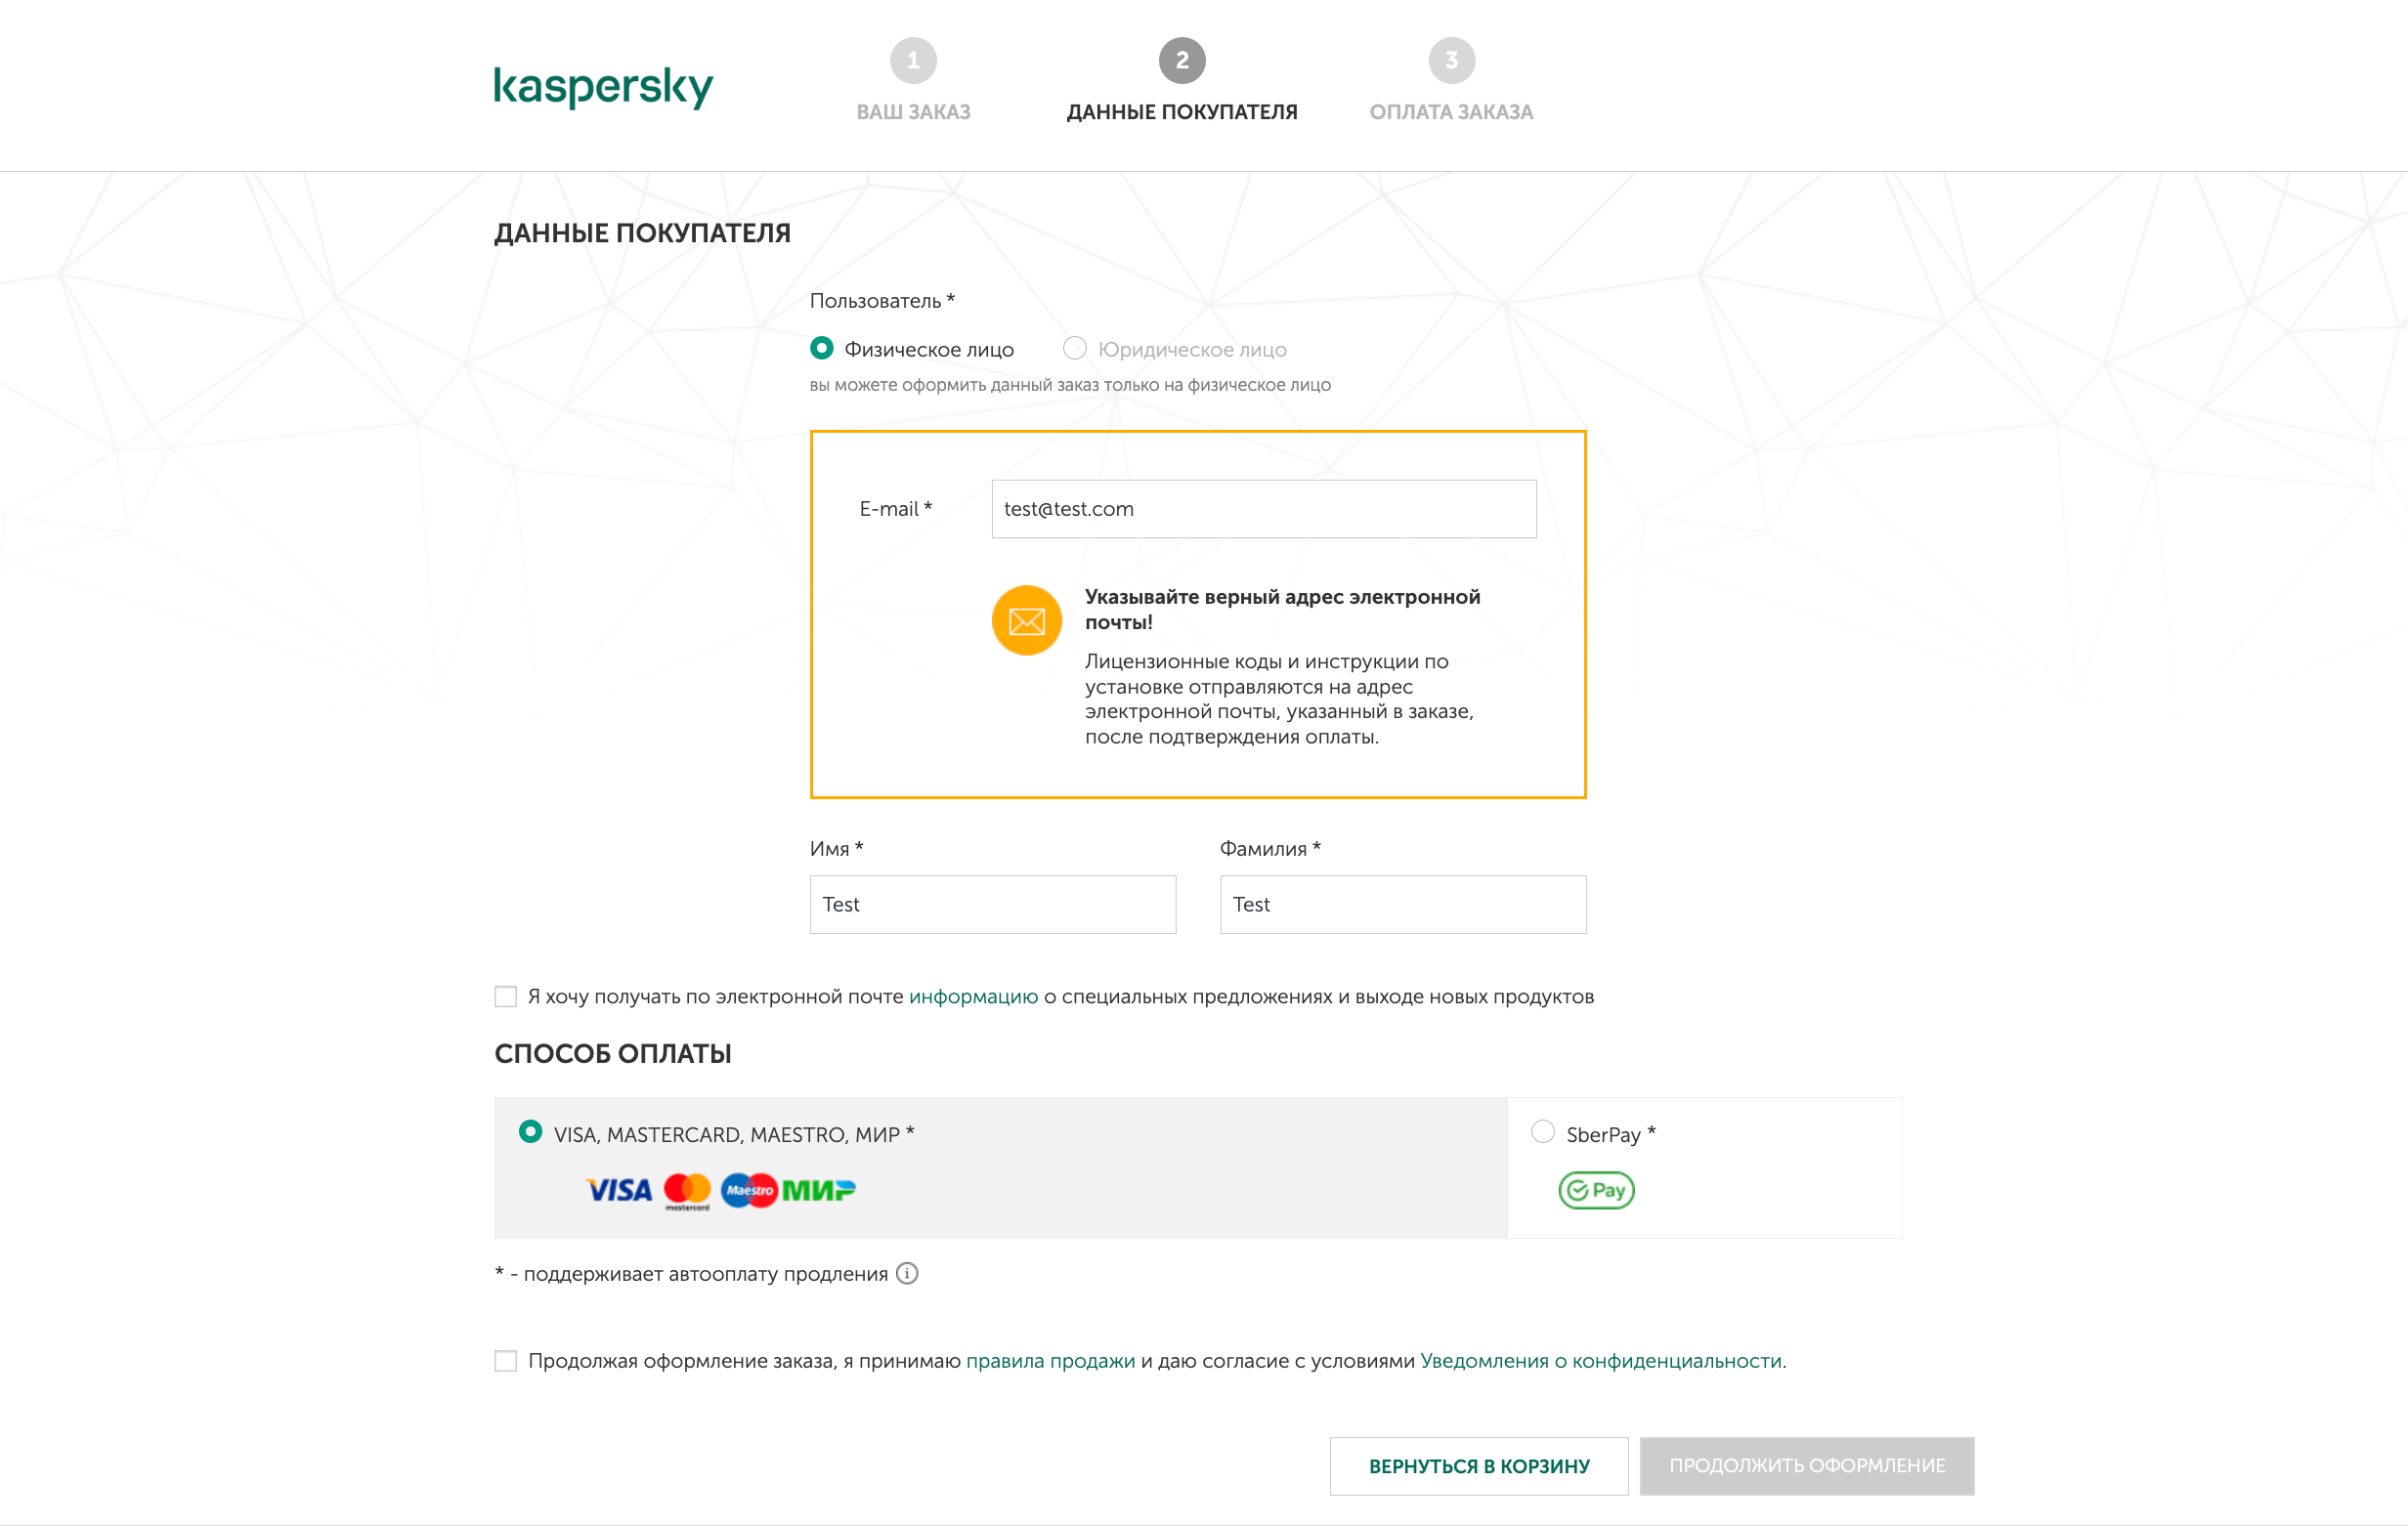 kaspersky
1
2
3
ВАШ ЗАКАЗ
ДАННЫЕ ПОКУПАТЕЛЯ
ОПЛАТА ЗАКАЗА
ДАННЫЕ ПОКУПАТЕЛЯ
Пользователь *
Физическое лицо
Юридическое лицо
вы можете оформить данный заказ только на физическое лицо
E-mail *
test@test.com
Указывайте верный адрес электронной
почты!
Лицензионные коды и инструкции по
установке отправляются на адрес
электронной почты, указанный в заказе,
после подтверждения оплаты.
Имя *
Фамилия *
Test
Test
Я хочу получать по электронной почте информацию о специальных предложениях и выходе новых продуктов
СПОСОБ ОПЛАТЫ
VISA, MASTERCARD, MAESTRO, МИР *
SberPay *
VISA mastercard Maestro МИР
Pay
* - поддерживает автооплату продления i
Продолжая оформление заказа, я принимаю правила продажи и даю согласие с условиями Уведомления о конфиденциальности.
ВЕРНУТЬСЯ В КОРЗИНУ
ПРОДОЛЖИТЬ ОФОРМЛЕНИЕ